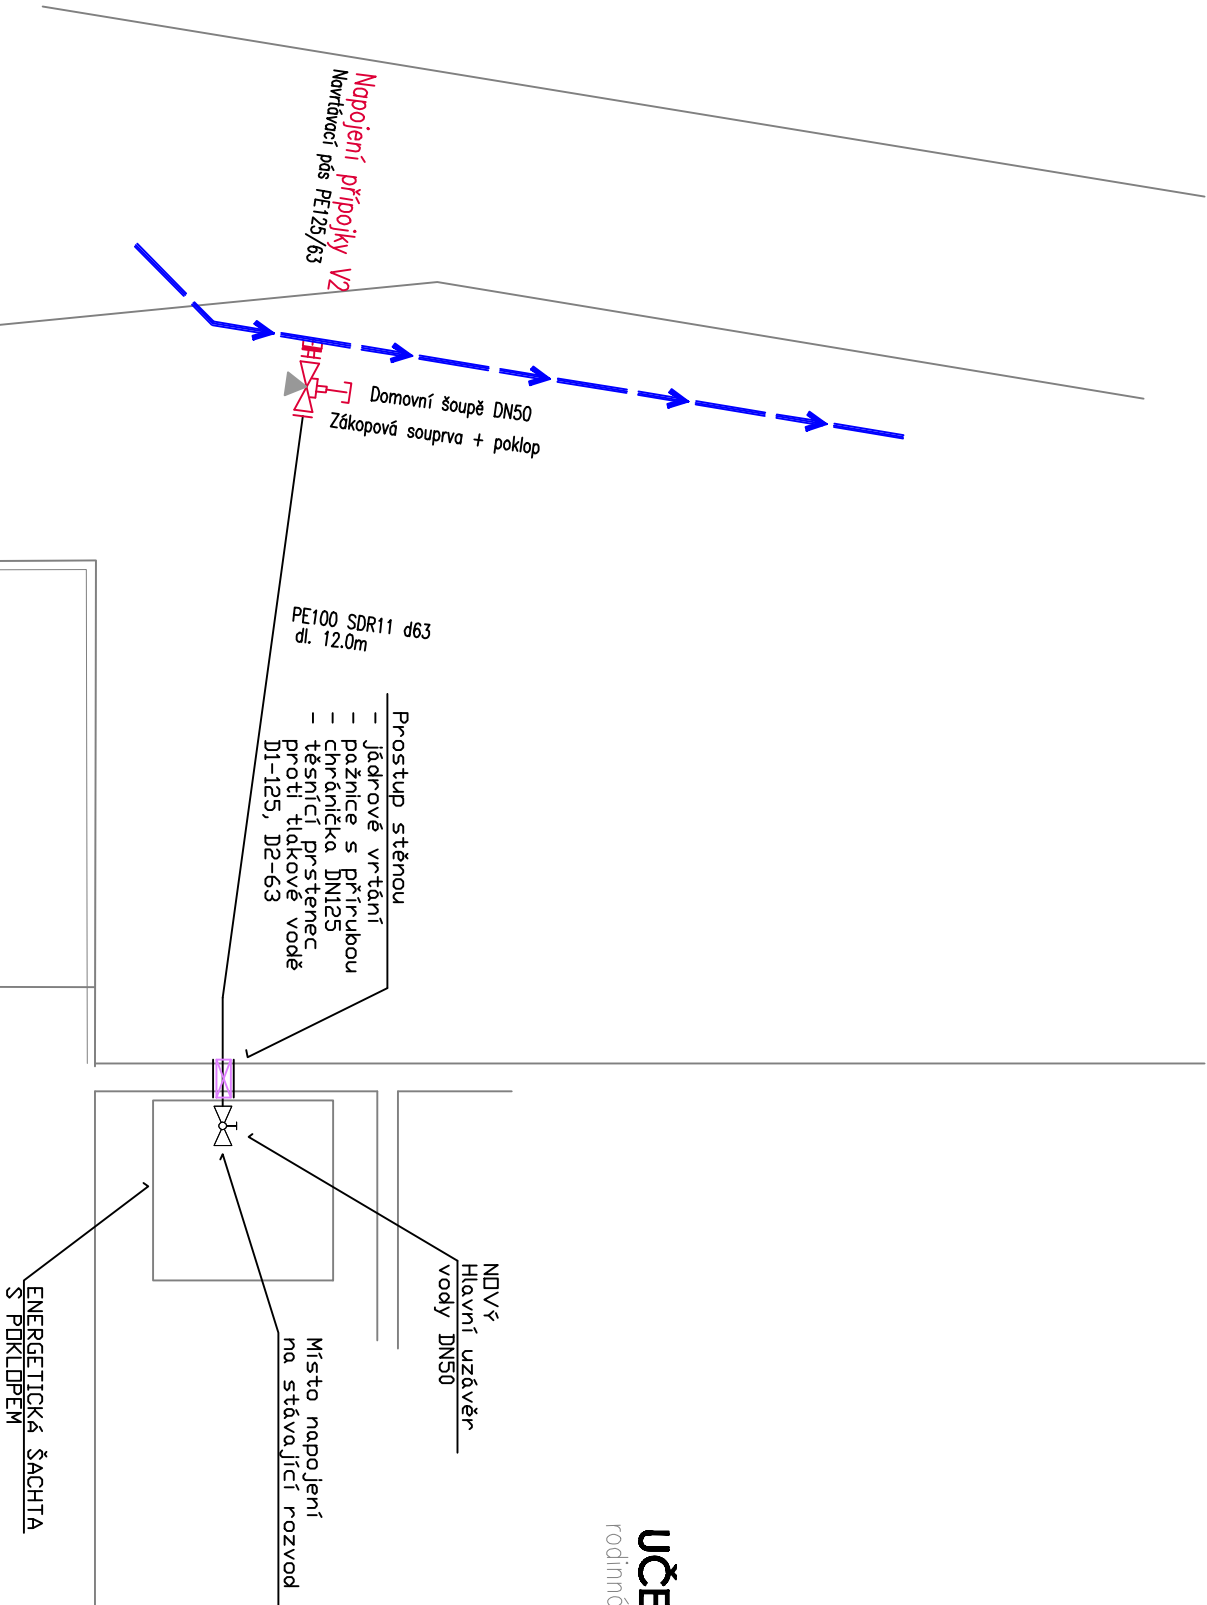 Napojení přípojky V2
Navrtávací pás PE125/63
Domovní šoupě DN50
Zákopová souprva + poklop
PE100 SDR11 d63
dl. 12.0m
Prostup stěnou
- jádrové vrtání
- pažnice s přírubou
- chránička DN125
- těsnící prstenec
proti tlakové vodě
D1-125, D2-63
NOVÝ
Hlavní uzávěr
vody DN50
Místo napojení
na stávající rozvod
ENERGETICKÁ ŠACHTA
S POKLOPEM
UČE
rodinné